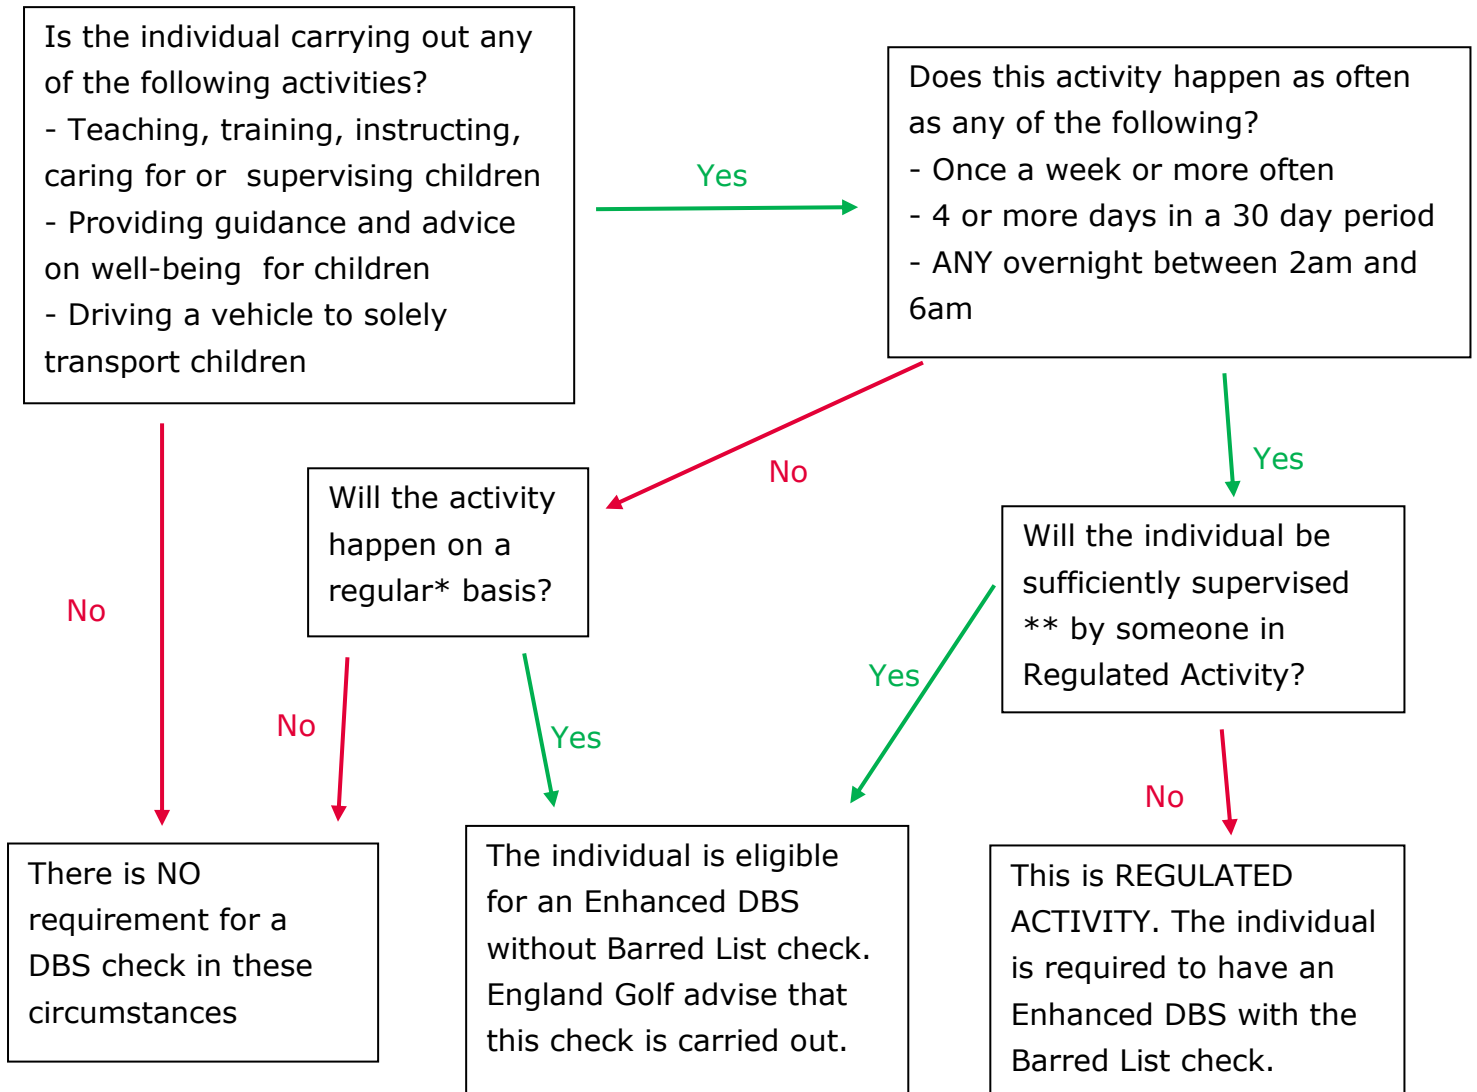 Is the individual carrying out any
of the following activities?
- Teaching, training, instructing,
caring for or supervising children
- Providing guidance and advice
on well-being for children
- Driving a vehicle to solely
transport children
Yes
Does this activity happen as often
as any of the following?
- Once a week or more often
- 4 or more days in a 30 day period
- ANY overnight between 2am and
6am
No
Yes
Will the activity
happen on a
regular* basis?
Will the individual be
sufficiently supervised
** by someone in
Regulated Activity?
No
No
Yes
Yes
No
There is NO
requirement for a
DBS check in these
circumstances
The individual is eligible
for an Enhanced DBS
without Barred List check.
England Golf advise that
this check is carried out.
This is REGULATED
ACTIVITY. The individual
is required to have an
Enhanced DBS with the
Barred List check.